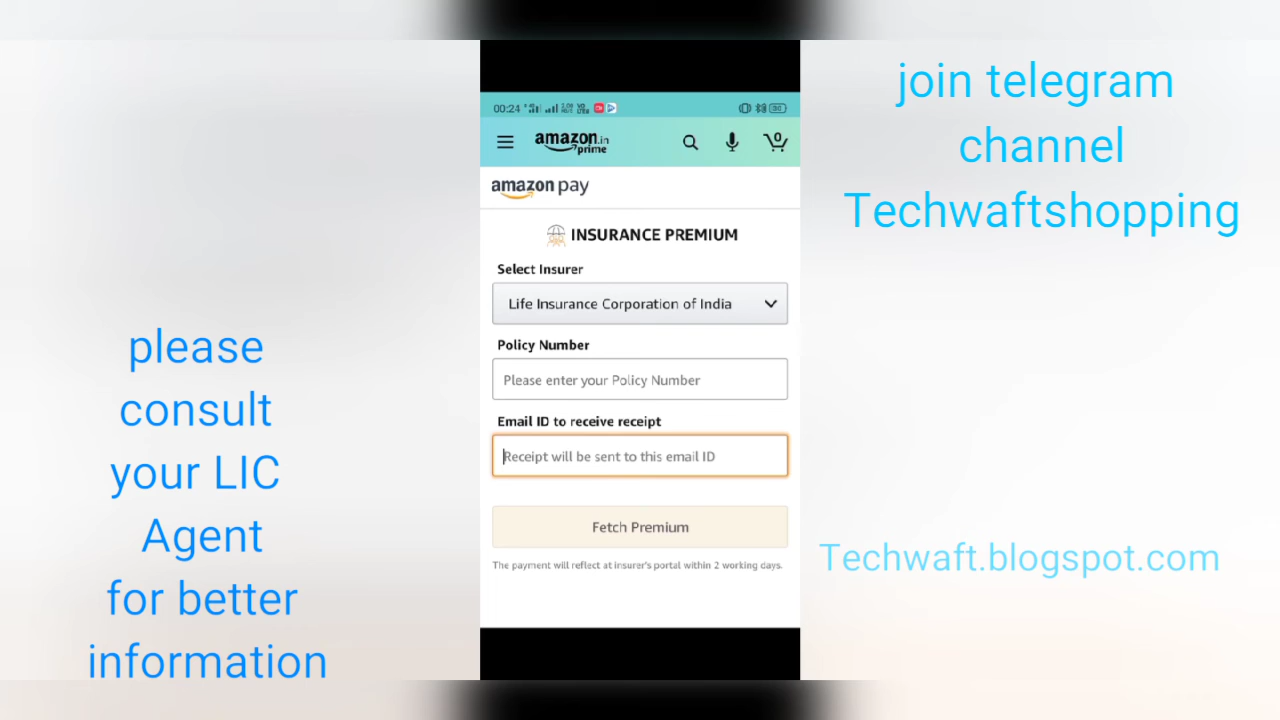 please
consult
your LIC
Agent
for better
information
00:24
amazon.in
prime
0
amazon pay
INSURANCE PREMIUM
Select Insurer
Life Insurance Corporation of India
Policy Number
Please enter your Policy Number
Email ID to receive receipt
Receipt will be sent to this email ID
Fetch Premium
The payment will reflect at insurer's portal within 2 working days.
join telegram
channel
Techwaftshopping
Techwaft.blogspot.com